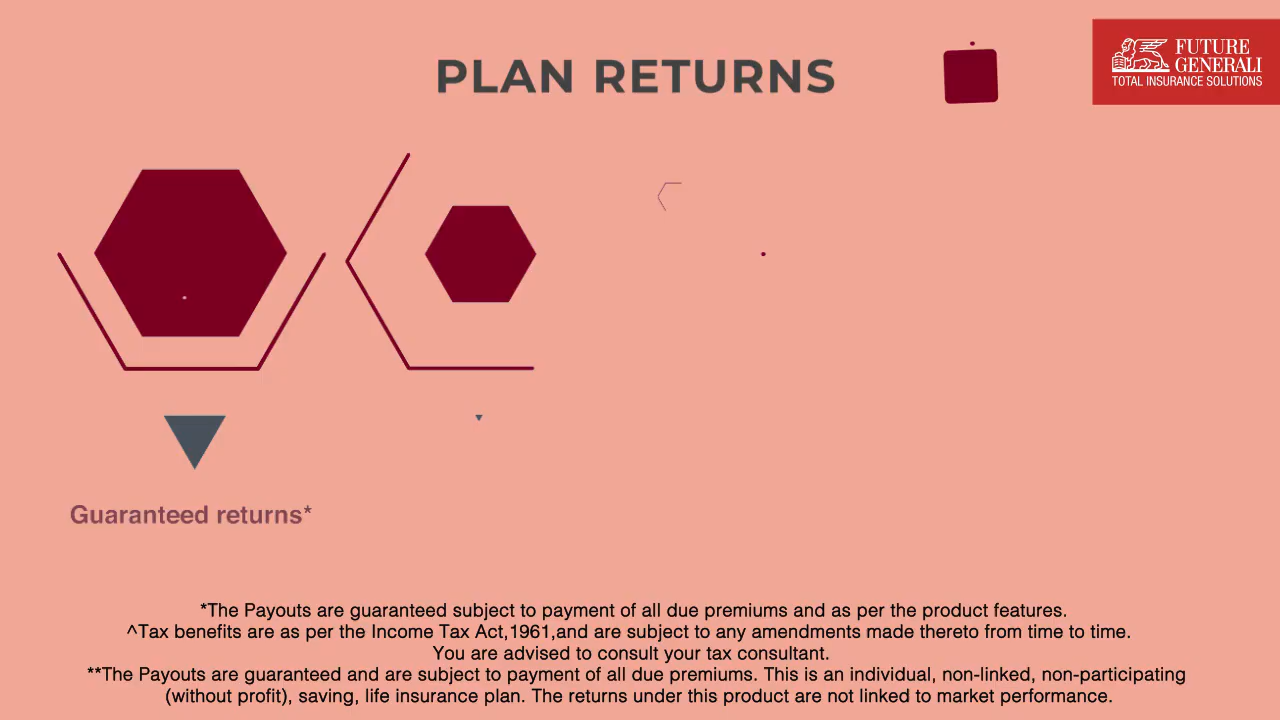 PLAN RETURNS
FUTURE
GENERALI
TOTAL INSURANCE SOLUTIONS
Guaranteed returns*
*The Payouts are guaranteed subject to payment of all due premiums and as per the product features.
^Tax benefits are as per the Income Tax Act,1961,and are subject to any amendments made thereto from time to time.
You are advised to consult your tax consultant.
**The Payouts are guaranteed and are subject to payment of all due premiums. This is an individual, non-linked, non-participating
(without profit), saving, life insurance plan. The returns under this product are not linked to market performance.